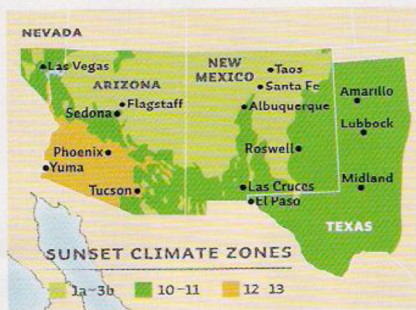 NEVADA
Las Vegas
NEW
MEXICO
Taos
Santa Fe
ARIZONA
Flagstaff
Sedona
Albuquerque
Amarillo
Lubbock
Roswell
Phoenix
Yuma
Tucson
Las Cruces
El Paso
Midland
TEXAS
SUNSET CLIMATE ZONES
1a–3b 10–11 12–13